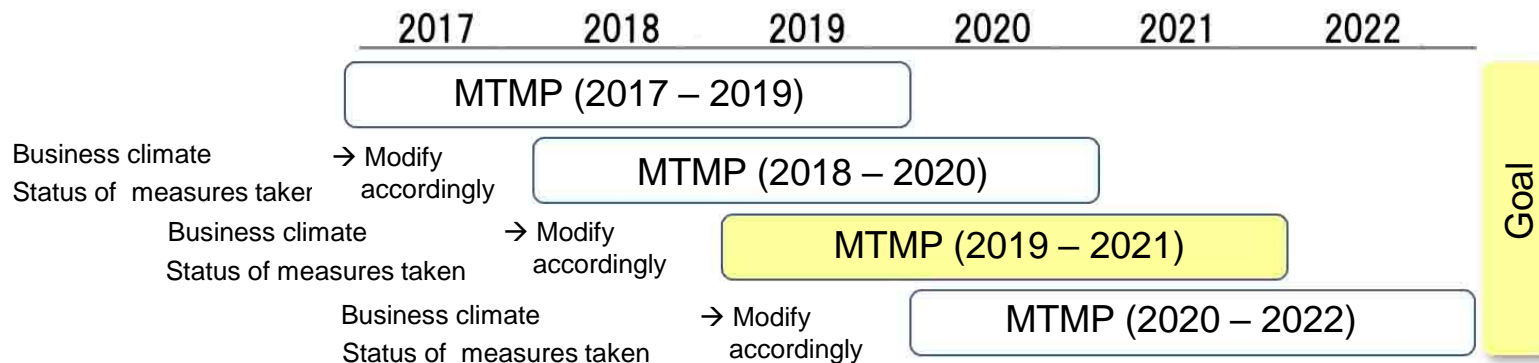 2017 2018 2019 2020 2021 2022
MTMP (2017 – 2019)
Business climate → Modify
Status of measures taken accordingly
MTMP (2018 – 2020)
Business climate → Modify
Status of measures taken accordingly
MTMP (2019 – 2021)
Business climate → Modify
Status of measures taken accordingly
MTMP (2020 – 2022)
Goal